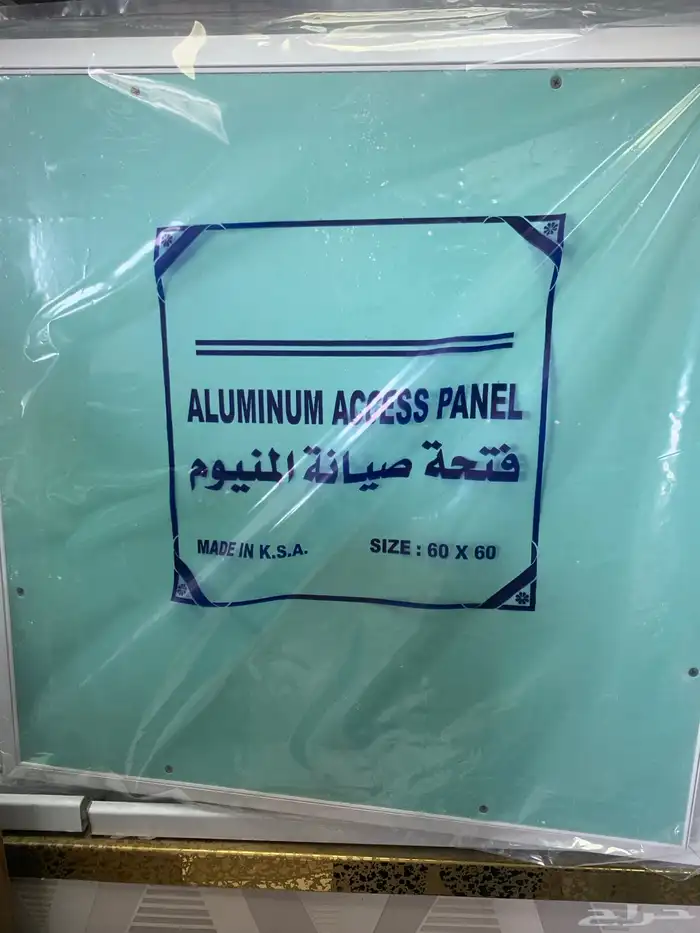 ALUMINUM ACCESS PANEL
فتحة صيانة المنيوم
MADE IN K.S.A. SIZE : 60 X 60
حراج